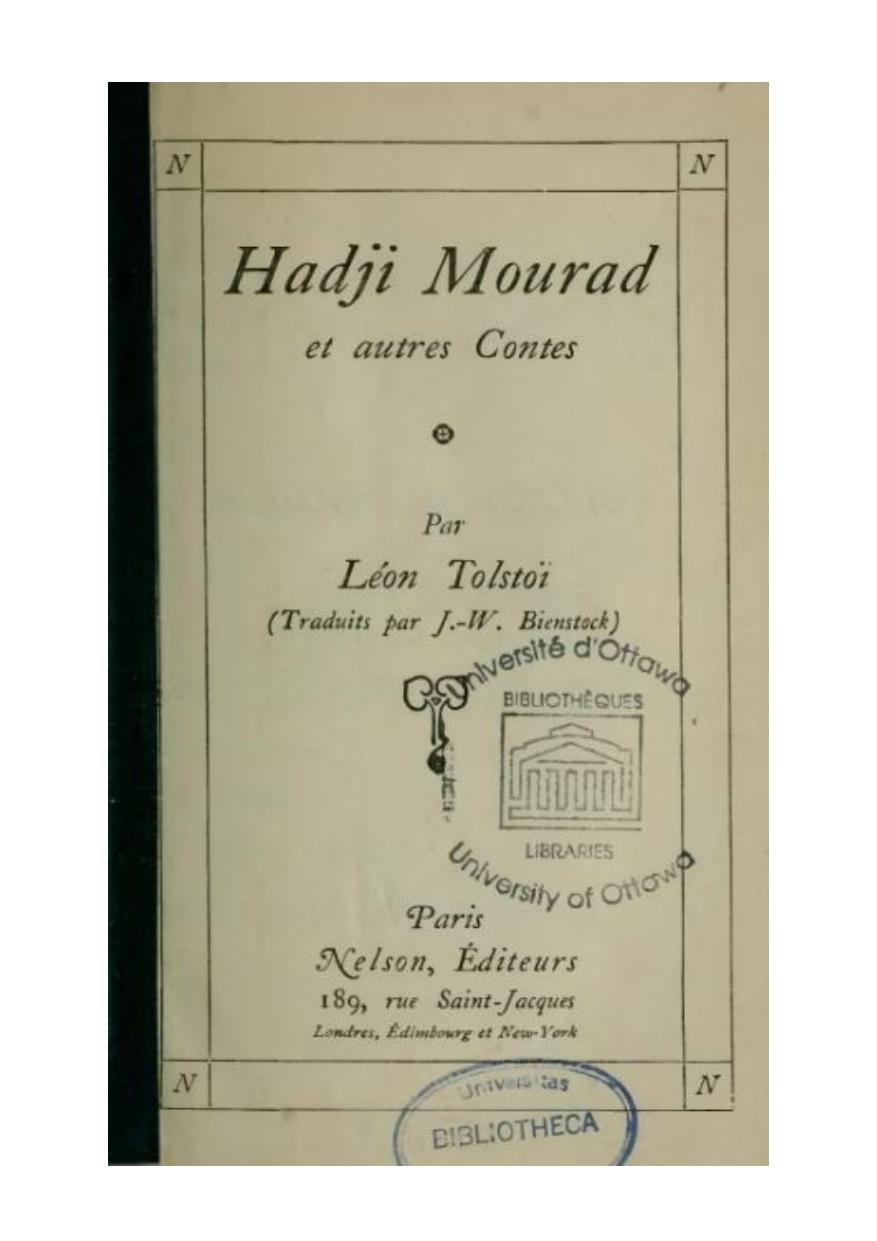 N N
Hadji Mourad
et autres Contes
Par
Léon Tolstoï
(Traduits par J.-W. Bienstock)
Université d'Ottawa
BIBLIOTHÈQUES
LIBRARIES
University of Ottawa
Paris
Nelson, Éditeurs
189, rue Saint-Jacques
Londres, Édimbourg et New-York
N N
Universitas
BIBLIOTHECA